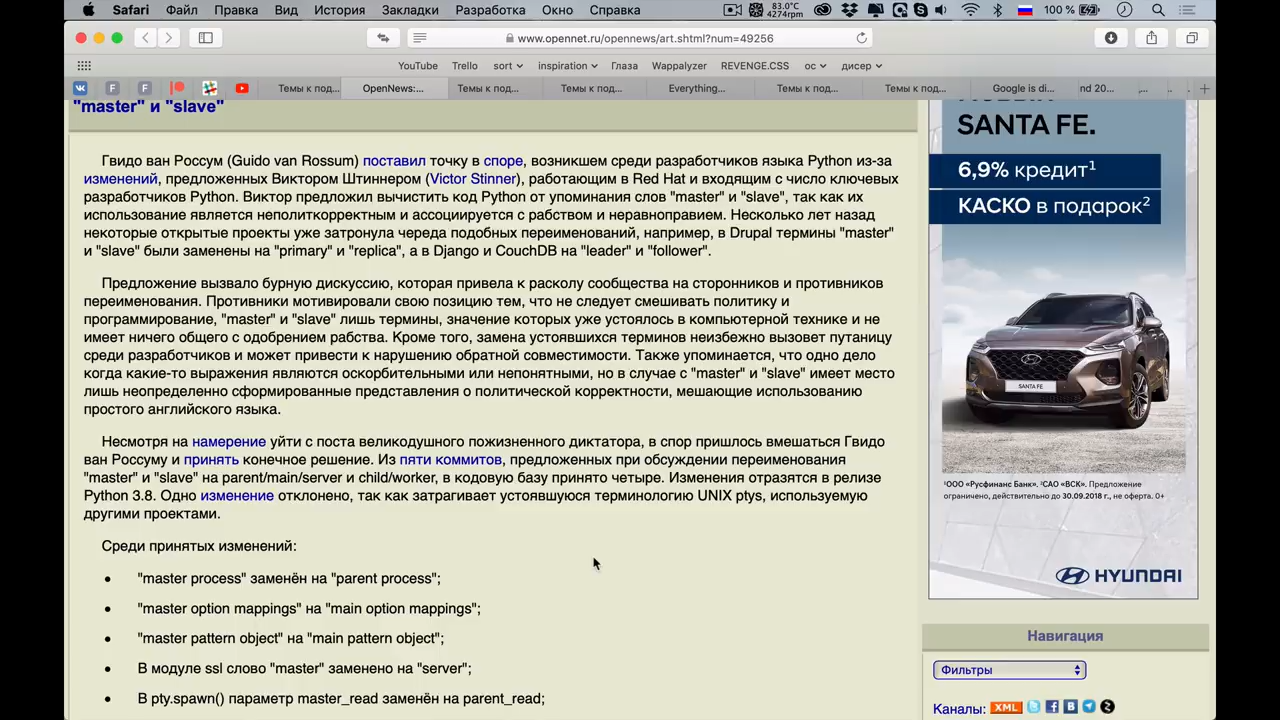 Safari Файл Правка Вид История Закладки Разработка Окно Справка 83.0°C 4274rpm 100 %
www.opennet.ru/opennews/art.shtml?num=49256
YouTube Trello sort inspiration Глаза Wappalyzer REVENGE.CSS ос дисер
Темы к под... OpenNews:... Темы к под... Темы к под... Everything... Темы к под... Темы к под... Google is di... nd 20...
"master" и "slave"
Гвидо ван Россум (Guido van Rossum) поставил точку в споре, возникшем среди разработчиков языка Python из-за
изменений, предложенных Виктором Штиннером (Victor Stinner), работающим в Red Hat и входящим с число ключевых
разработчиков Python. Виктор предложил вычистить код Python от упоминания слов "master" и "slave", так как их
использование является неполиткорректным и ассоциируется с рабством и неравноправием. Несколько лет назад
некоторые открытые проекты уже затронула череда подобных переименований, например, в Drupal термины "master"
и "slave" были заменены на "primary" и "replica", а в Django и CouchDB на "leader" и "follower".
Предложение вызвало бурную дискуссию, которая привела к расколу сообщества на сторонников и противников
переименования. Противники мотивировали свою позицию тем, что не следует смешивать политику и
программирование, "master" и "slave" лишь термины, значение которых уже устоялось в компьютерной технике и не
имеет ничего общего с одобрением рабства. Кроме того, замена устоявшихся терминов неизбежно вызовет путаницу
среди разработчиков и может привести к нарушению обратной совместимости. Также упоминается, что одно дело
когда какие-то выражения являются оскорбительными или непонятными, но в случае с "master" и "slave" имеет место
лишь неопределенно сформированные представления о политической корректности, мешающие использованию
простого английского языка.
Несмотря на намерение уйти с поста великодушного пожизненного диктатора, в спор пришлось вмешаться Гвидо
ван Россуму и принять конечное решение. Из пяти коммитов, предложенных при обсуждении переименования
"master" и "slave" на parent/main/server и child/worker, в кодовую базу принято четыре. Изменения отразятся в релизе
Python 3.8. Одно изменение отклонено, так как затрагивает устоявшуюся терминологию UNIX ptys, используемую
другими проектами.
Среди принятых изменений:
• "master process" заменён на "parent process";
• "master option mappings" на "main option mappings";
• "master pattern object" на "main pattern object";
• В модуле ssl слово "master" заменено на "server";
• В pty.spawn() параметр master_read заменён на parent_read;
SANTA FE.
6,9% кредит¹
КАСКО в подарок²
SANTA FE.
¹ООО «Русфинанс Банк». ²САО «ВСК». Предложение
ограничено, действительно до 30.09.2018 г., не оферта. 0+
HYUNDAI
Навигация
Фильтры
Каналы: XML